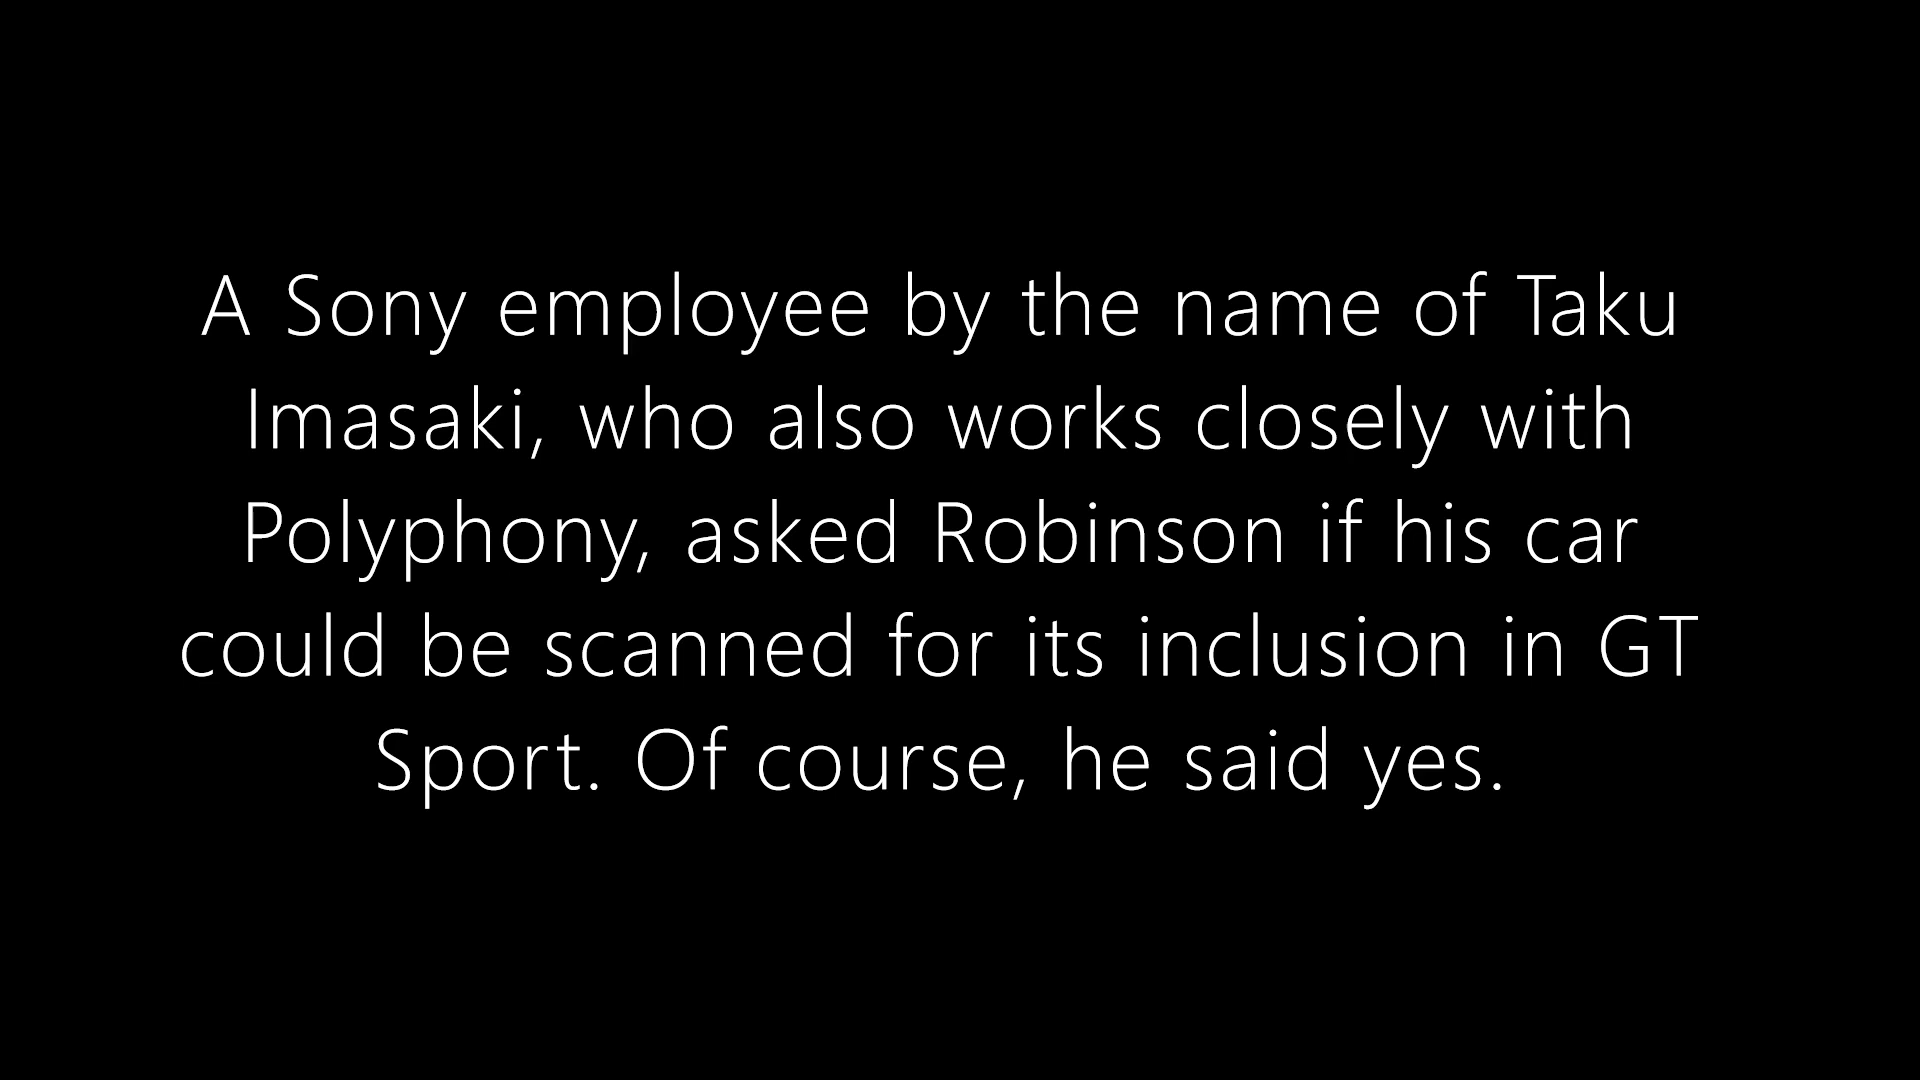 A Sony employee by the name of Taku
Imasaki, who also works closely with
Polyphony, asked Robinson if his car
could be scanned for its inclusion in GT
Sport. Of course, he said yes.